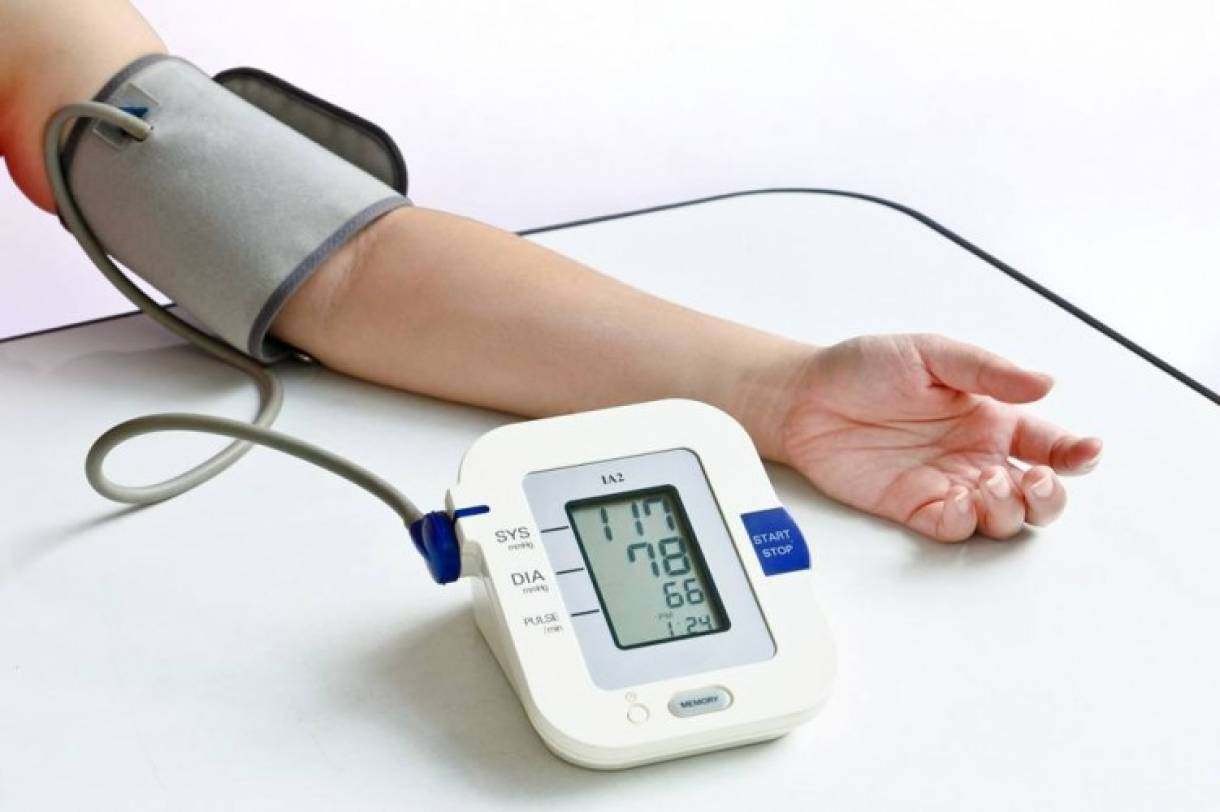 IA2
SYS
mmHg
117
DIA
mmHg
78
PULSE
/min
66
PM
1:24
START
STOP
MEMORY